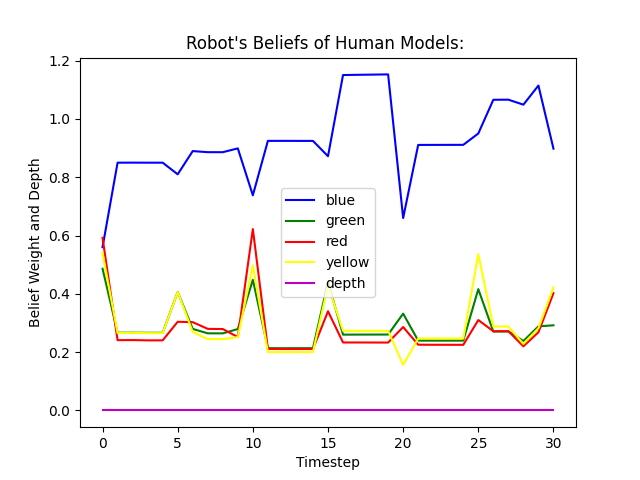 Robot's Beliefs of Human Models:
Belief Weight and Depth
1.2
1.0
0.8
0.6
0.4
0.2
0.0
blue
green
red
yellow
depth
0 5 10 15 20 25 30
Timestep